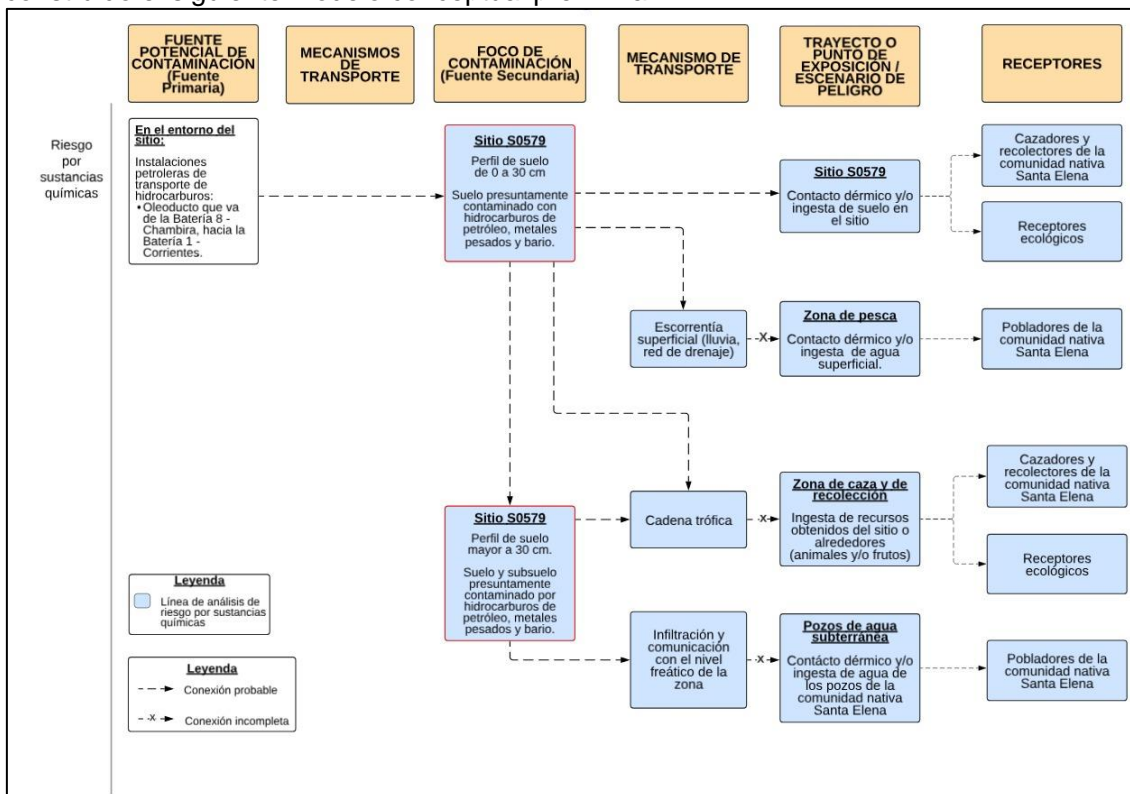 FUENTE
POTENCIAL DE
CONTAMINACIÓN
(Fuente
Primaria)
MECANISMOS
DE
TRANSPORTE
FOCO DE
CONTAMINACIÓN
(Fuente Secundaria)
MECANISMO DE
TRANSPORTE
TRAYECTO O
PUNTO DE
EXPOSICIÓN /
ESCENARIO DE
PELIGRO
RECEPTORES
Riesgo
por
sustancias
químicas
En el entorno del
sitio:
Instalaciones
petroleras de
transporte de
hidrocarburos:
• Oleoducto que va
de la Batería 8 -
Chambira, hacia la
Batería 1 -
Corrientes.
Sitio S0579
Perfil de suelo
de 0 a 30 cm
Suelo presuntamente
contaminado con
hidrocarburos de
petróleo, metales
pesados y bario.
Sitio S0579
Contacto dérmico y/o
ingesta de suelo en
el sitio
Cazadores y
recolectores de la
comunidad nativa
Santa Elena
Receptores
ecológicos
Escorrentía
superficial (lluvia,
red de drenaje)
x
Zona de pesca
Contacto dérmico y/o
ingesta de agua
superficial.
Pobladores de la
comunidad nativa
Santa Elena
Sitio S0579
Perfil de suelo
mayor a 30 cm.
Suelo y subsuelo
presuntamente
contaminado por
hidrocarburos de
petróleo, metales
pesados y bario.
Cadena trófica
x
Zona de caza y de
recolección
Ingesta de recursos
obtenidos del sitio o
alrededores
(animales y/o frutos)
Cazadores y
recolectores de la
comunidad nativa
Santa Elena
Receptores
ecológicos
Infiltración y
comunicación
con el nivel
freático de la
zona
x
Pozos de agua
subterránea
Contácto dérmico y/o
ingesta de agua de
los pozos de la
comunidad nativa
Santa Elena
Pobladores de la
comunidad nativa
Santa Elena
Leyenda
Línea de análisis de
riesgo por sustancias
químicas
Leyenda
Conexión probable
x
Conexión incompleta